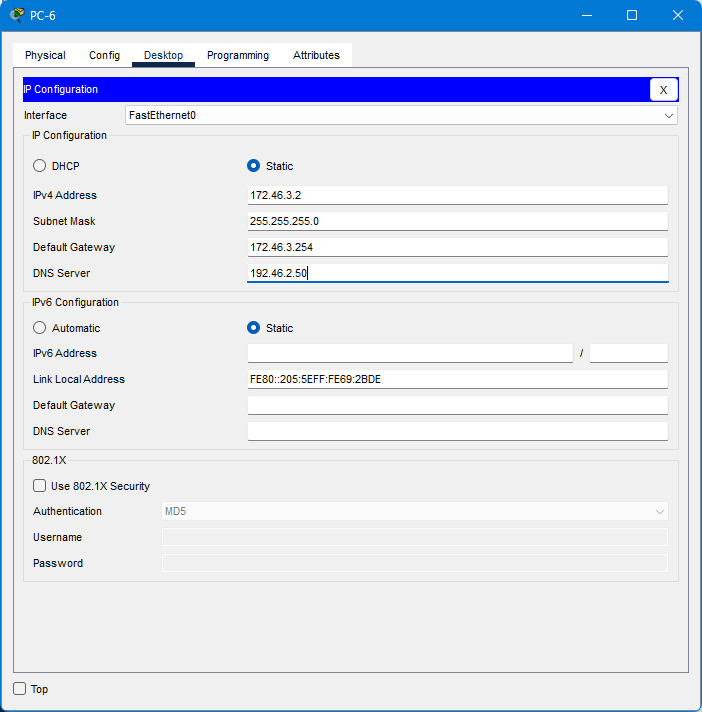 PC-6
Physical Config Desktop Programming Attributes
IP Configuration X
Interface FastEthernet0
IP Configuration
DHCP Static
IPv4 Address 172.46.3.2
Subnet Mask 255.255.255.0
Default Gateway 172.46.3.254
DNS Server 192.46.2.50
IPv6 Configuration
Automatic Static
IPv6 Address /
Link Local Address FE80::205:5EFF:FE69:2BDE
Default Gateway
DNS Server
802.1X
Use 802.1X Security
Authentication MD5
Username
Password
Top